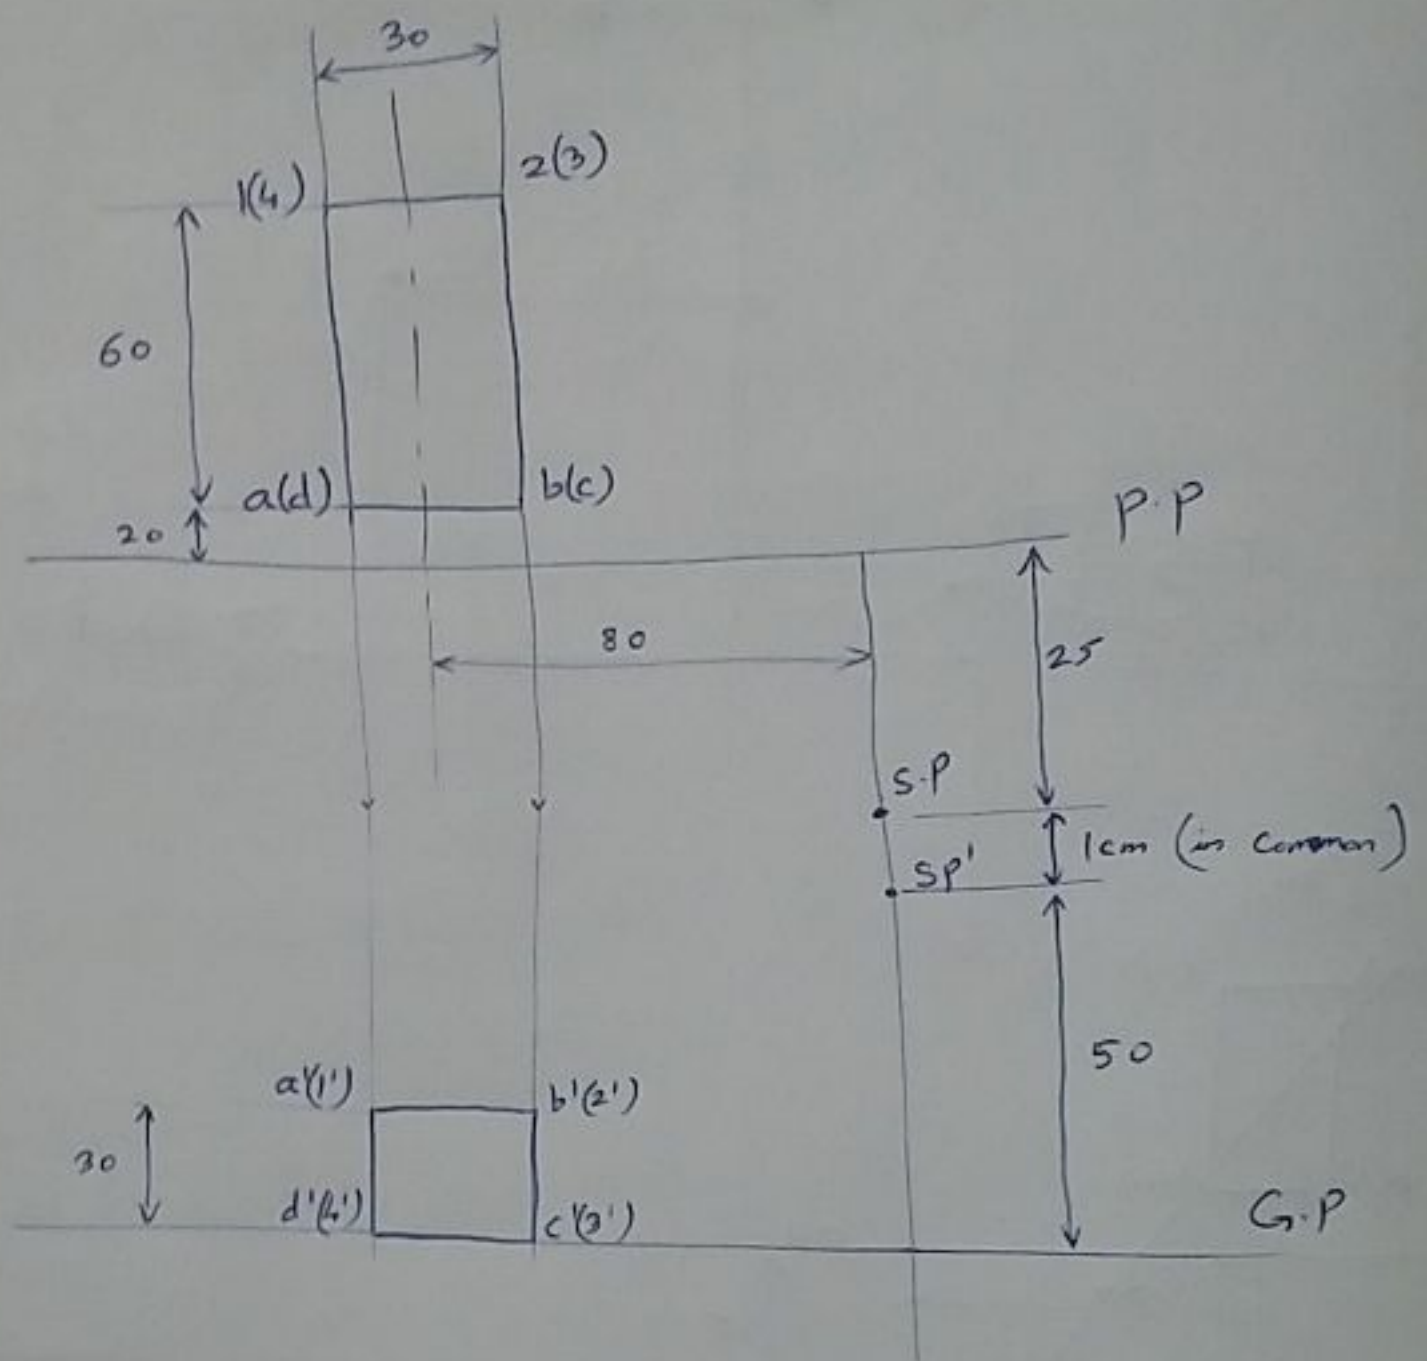 30
2(3)
1(4)
60
a(d)
b(c)
P.P
20
80
25
S.P
1cm (in common)
SP'
50
a'(1')
b'(2')
30
d'(4')
c'(3')
G.P